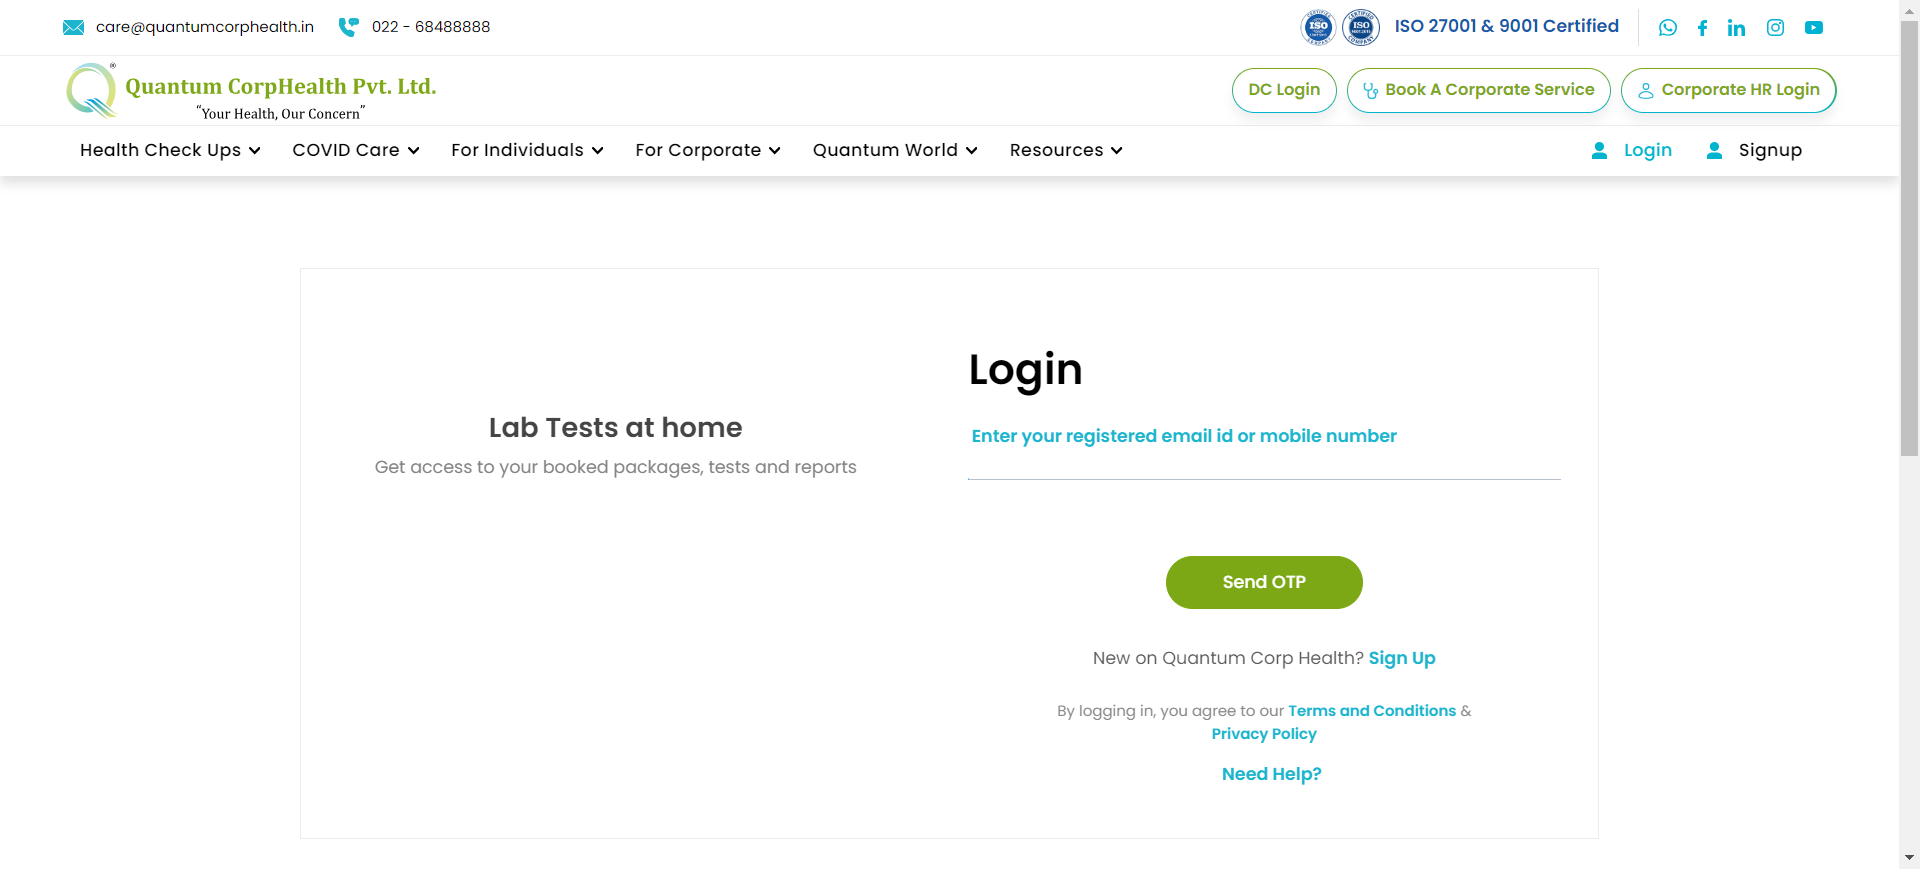 care@quantumcorphealth.in 022 - 68488888 ISO 27001 & 9001 Certified
Quantum CorpHealth Pvt. Ltd.
"Your Health, Our Concern"
DC Login Book A Corporate Service Corporate HR Login
Health Check Ups COVID Care For Individuals For Corporate Quantum World Resources Login Signup
Lab Tests at home
Get access to your booked packages, tests and reports
Login
Enter your registered email id or mobile number
Send OTP
New on Quantum Corp Health? Sign Up
By logging in, you agree to our Terms and Conditions &
Privacy Policy
Need Help?